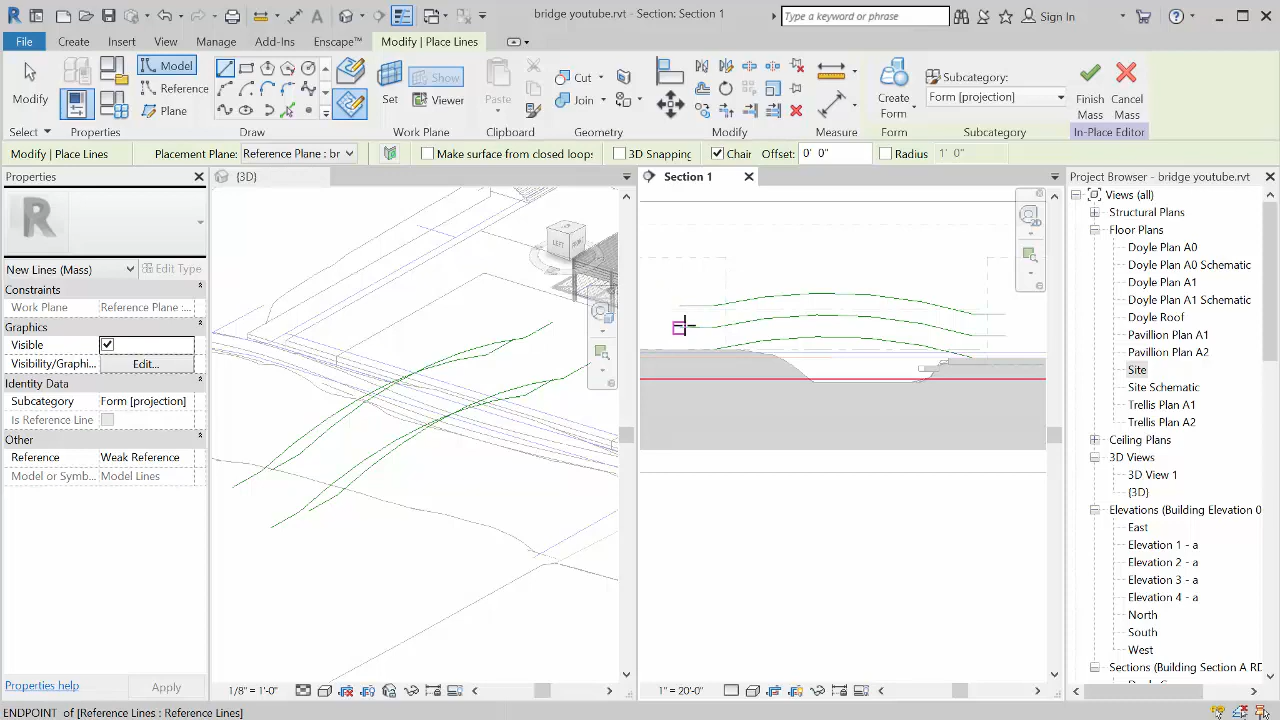 bridge youtube.rvt - Section: Section 1
Type a keyword or phrase
Sign In
File Create Insert View Manage Add-Ins Enscape™ Modify | Place Lines
Modify
Model
Reference
Plane
Set
Show
Viewer
Paste
Cut
Join
Create
Form
Subcategory:
Form [projection]
Finish
Mass
Cancel
Mass
Select Properties Draw Work Plane Clipboard Geometry Modify Measure Form Subcategory In-Place Editor
Modify | Place Lines Placement Plane: Reference Plane : br Make surface from closed loop: 3D Snapping Chair Offset: 0' 0" Radius 1' 0"
Properties
{3D}
Section 1
Project Browser - bridge youtube.rvt
New Lines (Mass) Edit Type
Constraints
Work Plane Reference Plane :...
Graphics
Visible
Visibility/Graphi... Edit...
Identity Data
Subcategory Form [projection]
Is Reference Line
Other
Reference Weak Reference
Model or Symb... Model Lines
LEFT
Views (all)
Structural Plans
Floor Plans
Doyle Plan A0
Doyle Plan A0 Schematic
Doyle Plan A1
Doyle Plan A1 Schematic
Doyle Roof
Pavillion Plan A1
Pavillion Plan A2
Site
Site Schematic
Trellis Plan A1
Trellis Plan A2
Ceiling Plans
3D Views
3D View 1
{3D}
Elevations (Building Elevation 0
East
Elevation 1 - a
Elevation 2 - a
Elevation 3 - a
Elevation 4 - a
North
South
West
Sections (Building Section A RD
Properties help Apply
1/8" = 1'-0"
1" = 20'-0"
ENDPOINT of [Reference Lines : Reference Lines]